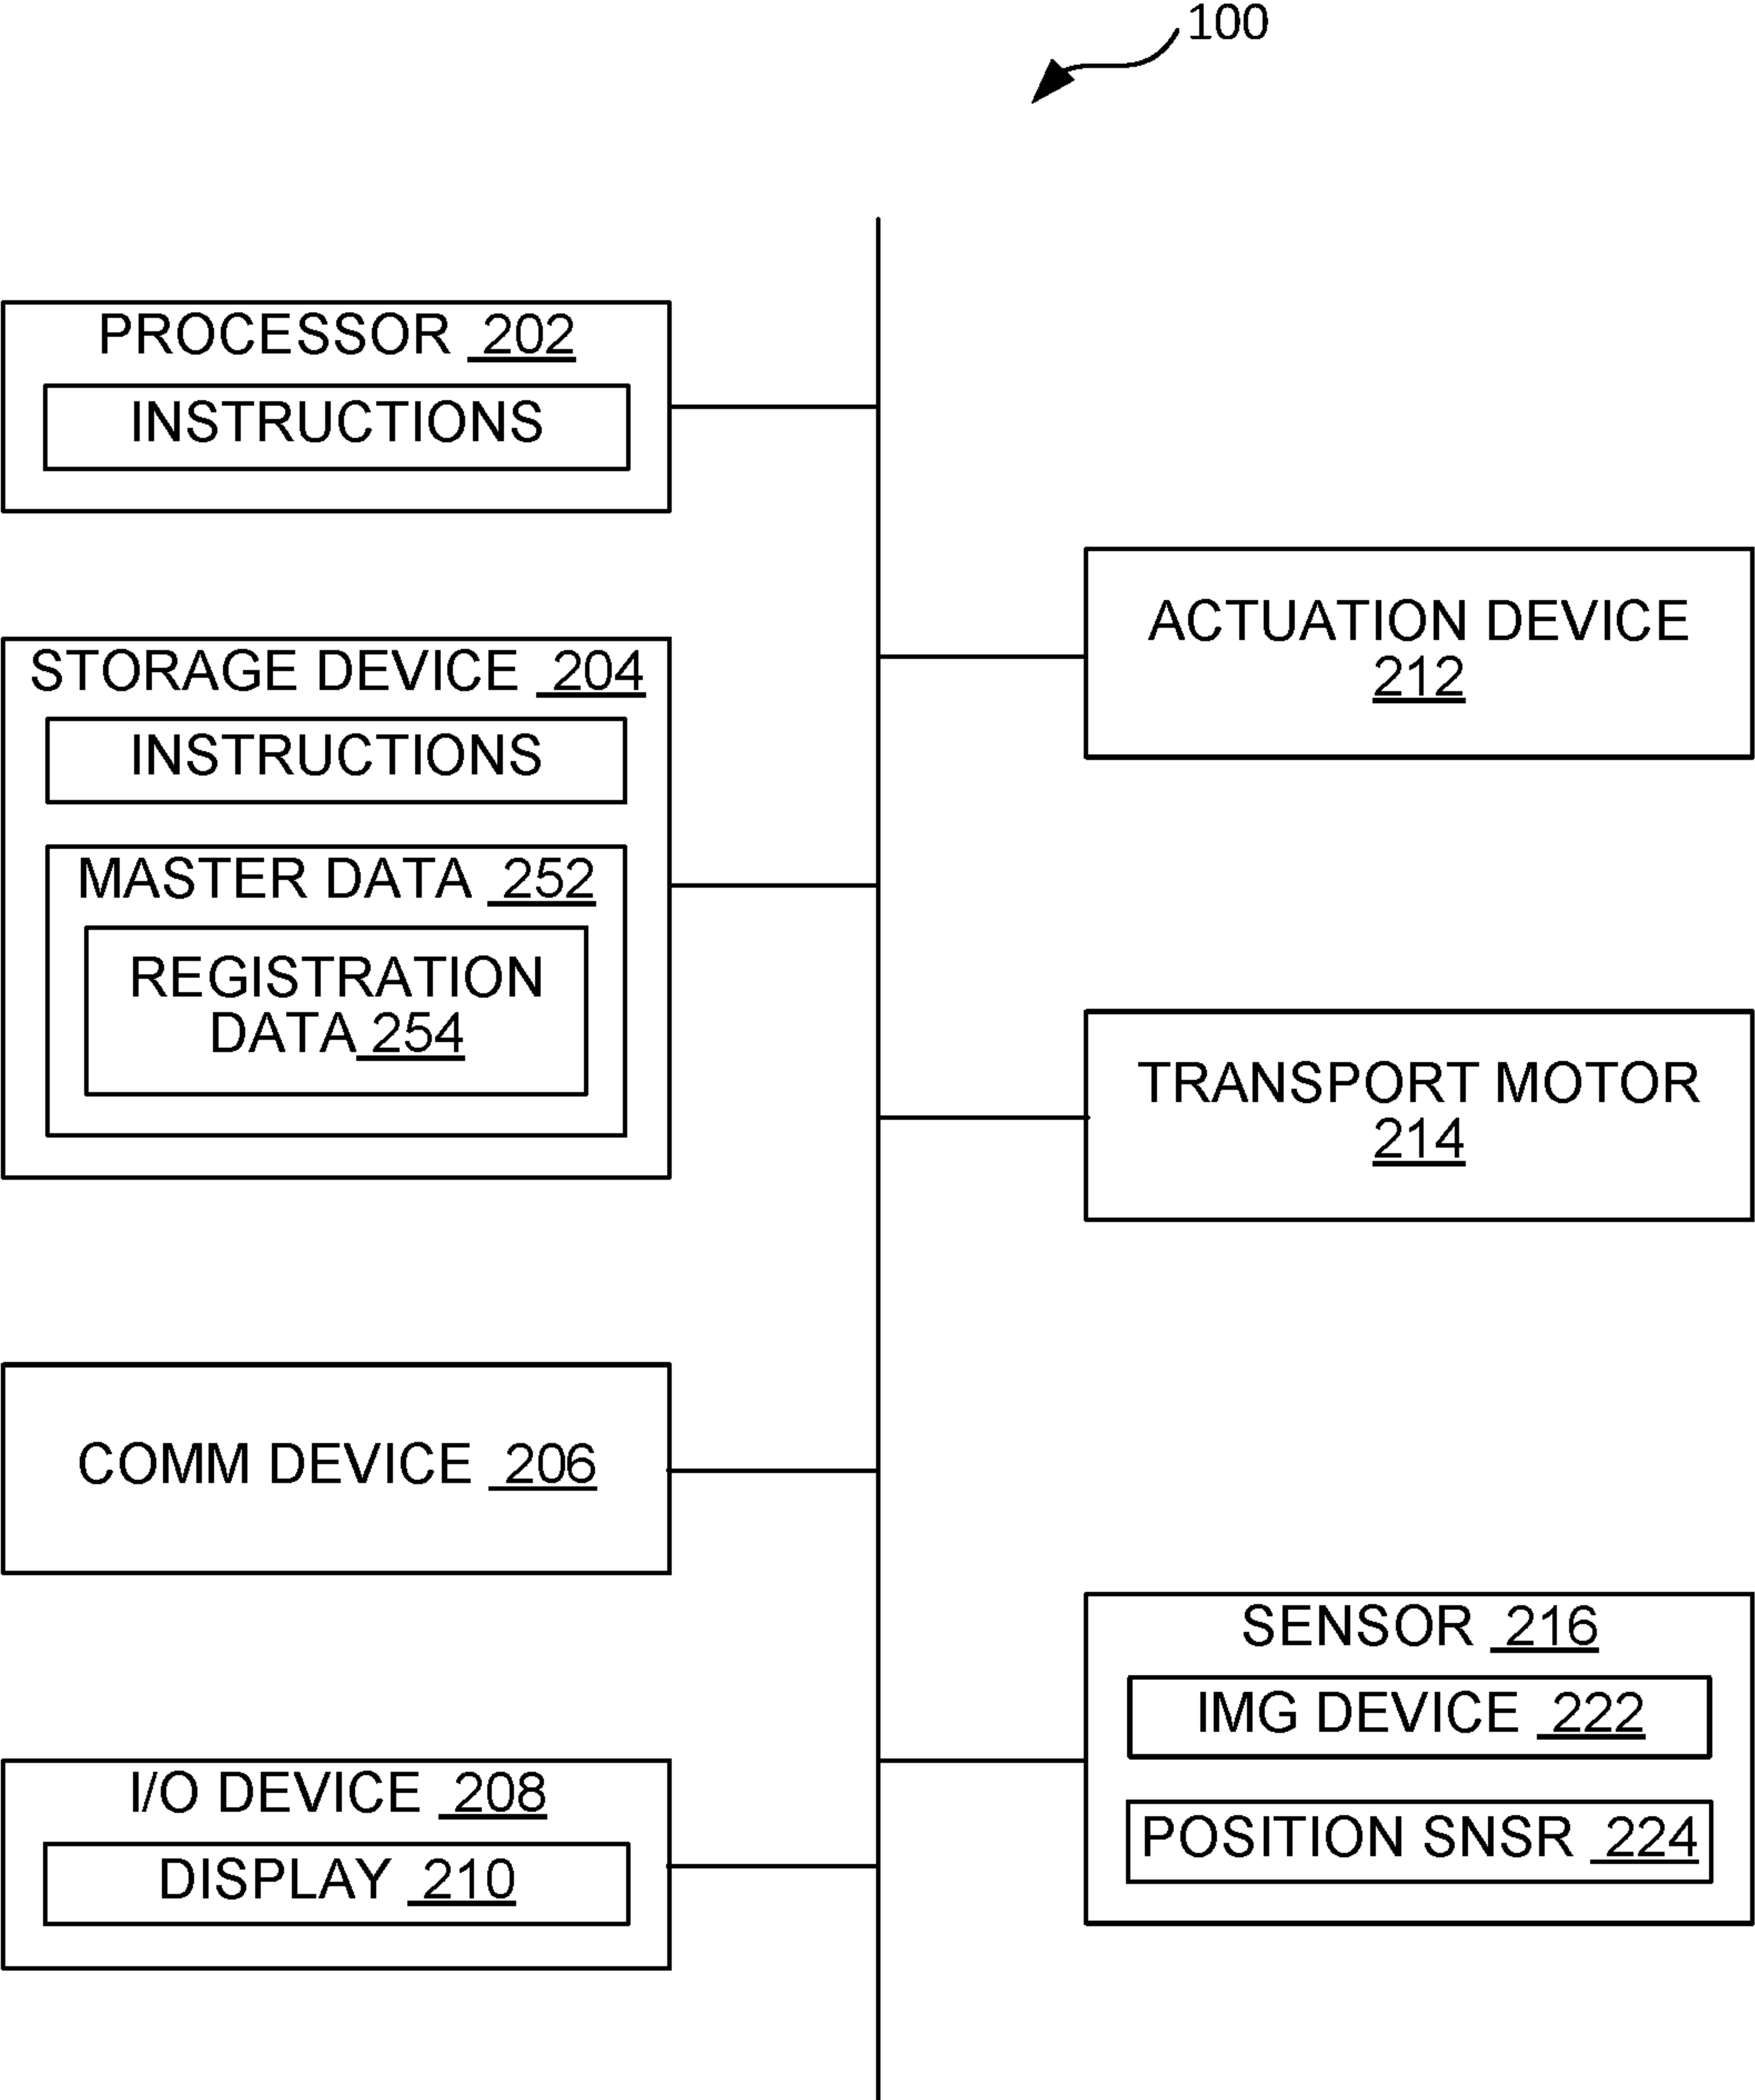 100
PROCESSOR 202
INSTRUCTIONS
STORAGE DEVICE 204
INSTRUCTIONS
MASTER DATA 252
REGISTRATION
DATA 254
COMM DEVICE 206
I/O DEVICE 208
DISPLAY 210
ACTUATION DEVICE
212
TRANSPORT MOTOR
214
SENSOR 216
IMG DEVICE 222
POSITION SNSR 224